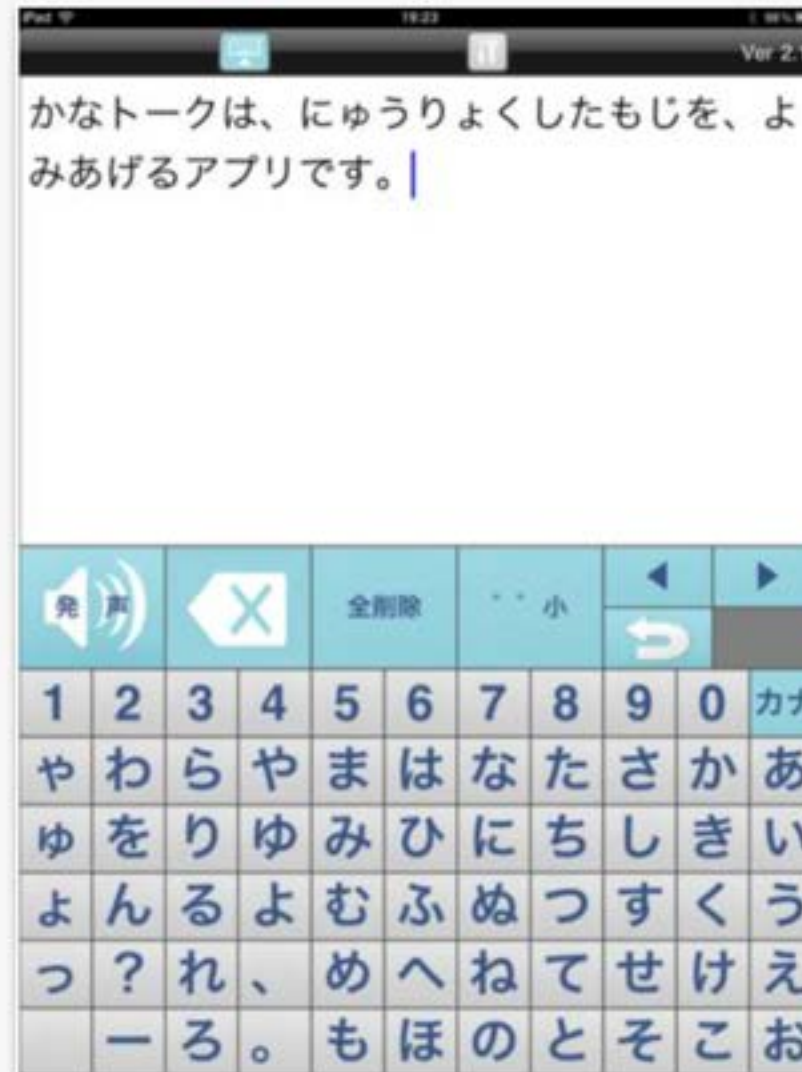 iPad 19:23
Ver 2.
かなトークは、にゅうりょくしたもじを、よ
みあげるアプリです。
発声 全削除 ゛゜小
1 2 3 4 5 6 7 8 9 0 カナ
ゃ わ ら や ま は な た さ か あ
ゅ を り ゆ み ひ に ち し き い
ょ ん る よ む ふ ぬ つ す く う
っ ? れ 、 め へ ね て せ け え
ー ろ 。 も ほ の と そ こ お